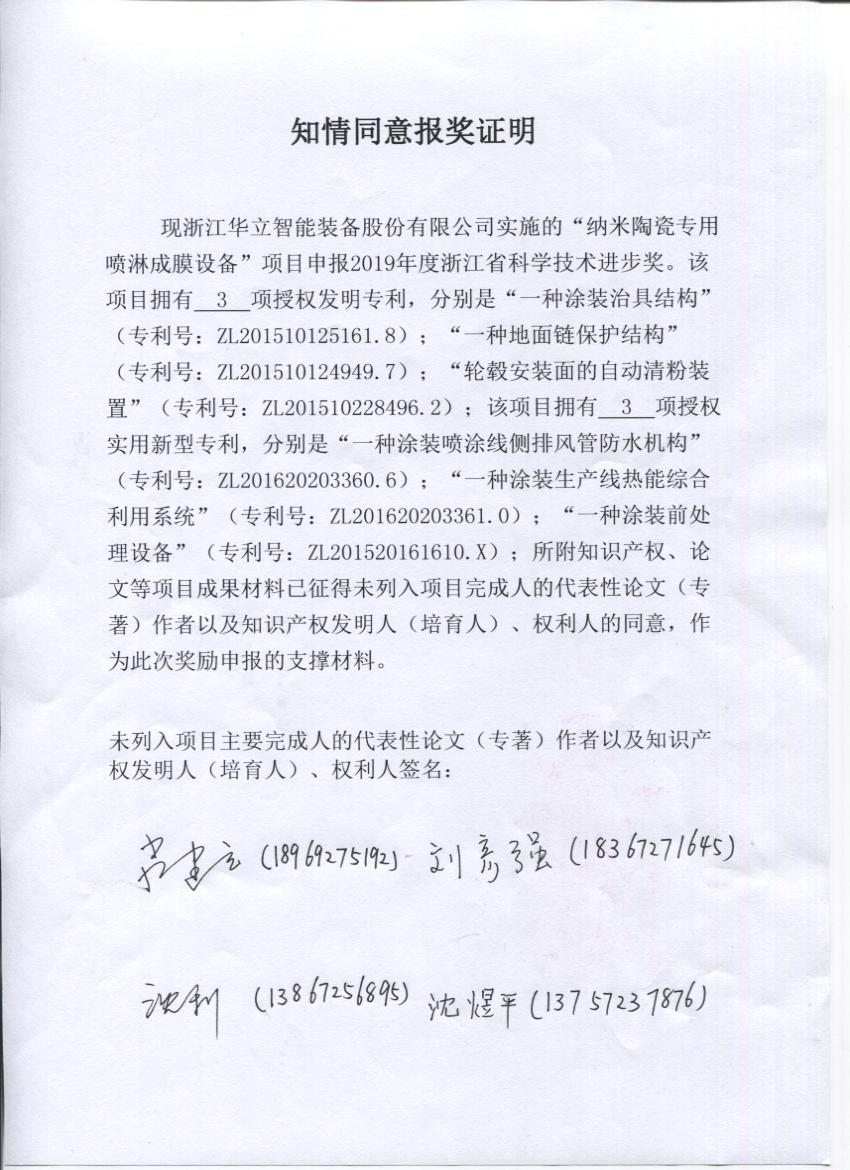 知情同意报奖证明
现浙江华立智能装备股份有限公司实施的“纳米陶瓷专用
喷淋成膜设备”项目申报2019年度浙江省科学技术进步奖。该
项目拥有 3 项授权发明专利，分别是“一种涂装治具结构”
（专利号：ZL201510125161.8）；“一种地面链保护结构”
（专利号：ZL201510124949.7）；“轮毂安装面的自动清粉装
置”（专利号：ZL201510228496.2）；该项目拥有 3 项授权
实用新型专利，分别是“一种涂装喷涂线侧排风管防水机构”
（专利号：ZL201620203360.6）；“一种涂装生产线热能综合
利用系统”（专利号：ZL201620203361.0）；“一种涂装前处
理设备”（专利号：ZL201520161610.X）；所附知识产权、论
文等项目成果材料已征得未列入项目完成人的代表性论文（专
著）作者以及知识产权发明人（培育人）、权利人的同意，作
为此次奖励申报的支撑材料。
未列入项目主要完成人的代表性论文（专著）作者以及知识产
权发明人（培育人）、权利人签名：
(18969275192) 刘彦强 (18367271645)
(13867256895) 沈煜平 (13757237876)